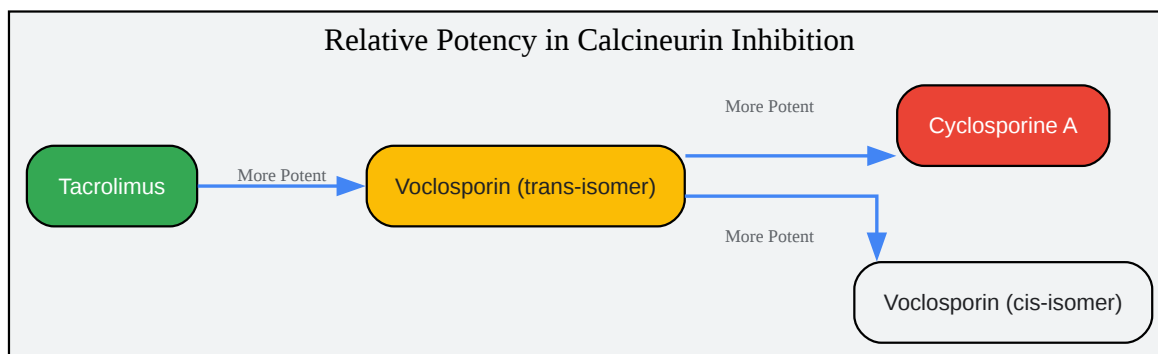 Relative Potency in Calcineurin Inhibition
More Potent
Cyclosporine A
Tacrolimus
More Potent
Voclosporin (trans-isomer)
More Potent
Voclosporin (cis-isomer)